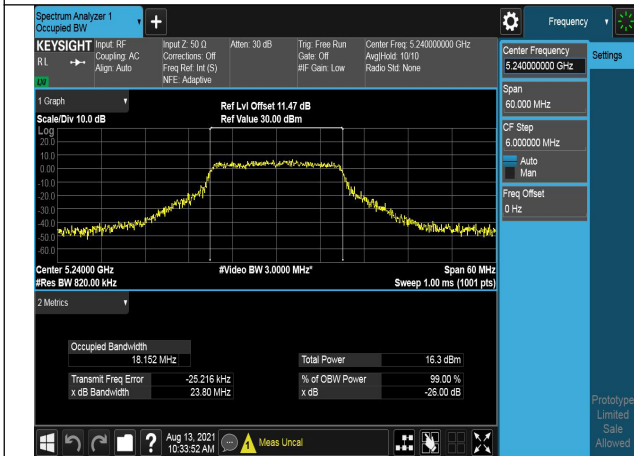 Spectrum Analyzer 1
Occupied BW
Frequency
KEYSIGHT
Input: RF
Coupling: AC
Align: Auto
Input Z: 50 Ω
Corrections: Off
Freq Ref: Int (S)
NFE: Adaptive
Atten: 30 dB
Trig: Free Run
Gate: Off
#IF Gain: Low
Center Freq: 5.240000000 GHz
Avg|Hold: 10/10
Radio Std: None
R L
Center Frequency
5.240000000 GHz
Settings
Span
60.000 MHz
CF Step
6.000000 MHz
Auto
Man
Freq Offset
0 Hz
1 Graph
Scale/Div 10.0 dB
Ref Lvl Offset 11.47 dB
Ref Value 30.00 dBm
Log
20.0
10.0
0.00
-10.0
-20.0
-30.0
-40.0
-50.0
-60.0
Center 5.24000 GHz
#Video BW 3.0000 MHz*
Span 60 MHz
#Res BW 820.00 kHz
Sweep 1.00 ms (1001 pts)
2 Metrics
Occupied Bandwidth
18.152 MHz
Total Power
16.3 dBm
Transmit Freq Error
-25.216 kHz
% of OBW Power
99.00 %
x dB Bandwidth
23.80 MHz
x dB
-26.00 dB
Prototype
Limited
Sale
Allowed
?
Aug 13, 2021
10:33:52 AM
Meas Uncal